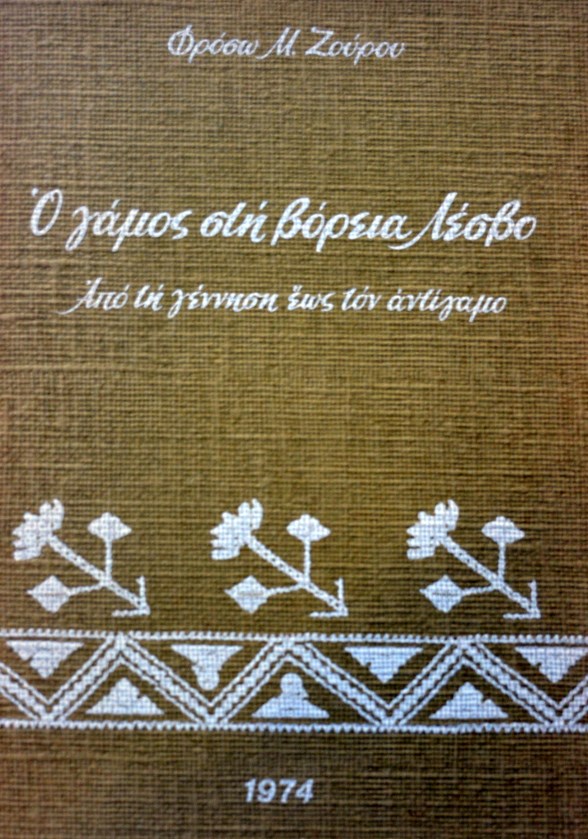 Φρόσω Μ. Ζούρου
Ὁ γάμος στή βόρεια Λέσβο
Ἀπό τή γέννηση ἕως τόν ἀντίγαμο
1974